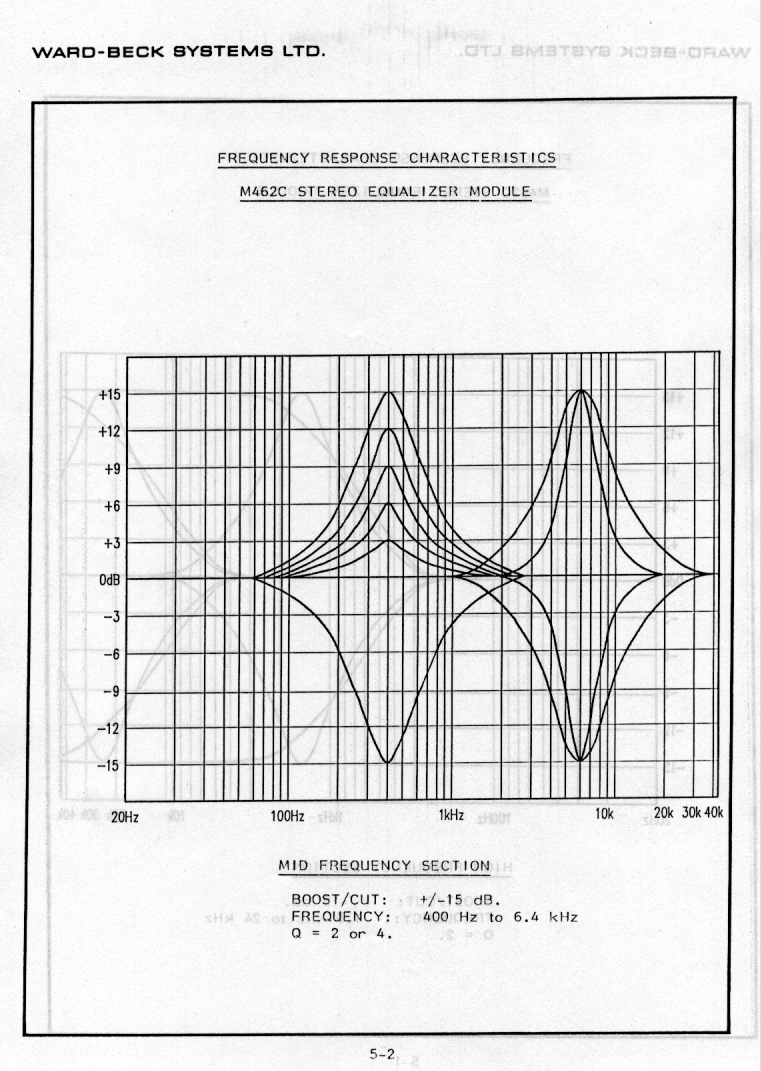 WARD-BECK SYSTEMS LTD.
FREQUENCY RESPONSE CHARACTERISTICS
M462C STEREO EQUALIZER MODULE
+15
+12
+9
+6
+3
0dB
−3
−6
−9
−12
−15
20Hz 100Hz 1kHz 10k 20k 30k 40k
MID FREQUENCY SECTION
BOOST/CUT: +/-15 dB.
FREQUENCY: 400 Hz to 6.4 kHz
Q = 2 or 4.
5-2